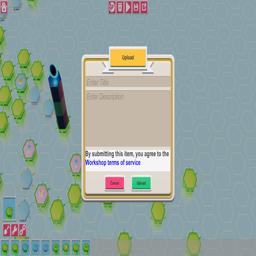 Upload
Enter Title
Enter Description
By submitting this item, you agree to the
Workshop terms of service
Cancel
Upload